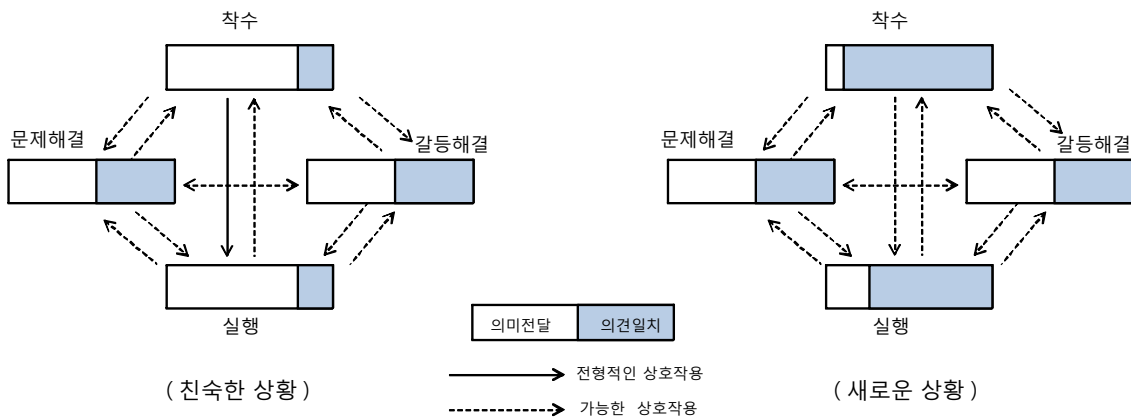 착수
착수
문제해결
갈등해결
문제해결
갈등해결
실행
실행
의미전달
의견일치
( 친숙한 상황 )
전형적인 상호작용
( 새로운 상황 )
가능한 상호작용